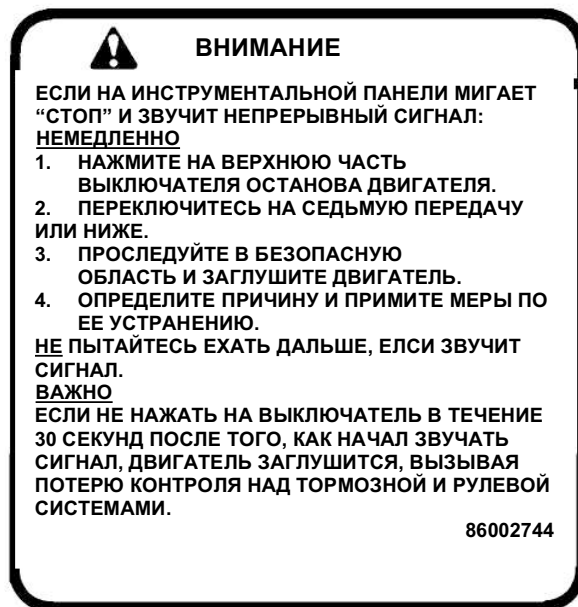 ВНИМАНИЕ
ЕСЛИ НА ИНСТРУМЕНТАЛЬНОЙ ПАНЕЛИ МИГАЕТ
“СТОП” И ЗВУЧИТ НЕПРЕРЫВНЫЙ СИГНАЛ:
НЕМЕДЛЕННО
1. НАЖМИТЕ НА ВЕРХНЮЮ ЧАСТЬ
ВЫКЛЮЧАТЕЛЯ ОСТАНОВА ДВИГАТЕЛЯ.
2. ПЕРЕКЛЮЧИТЕСЬ НА СЕДЬМУЮ ПЕРЕДАЧУ
ИЛИ НИЖЕ.
3. ПРОСЛЕДУЙТЕ В БЕЗОПАСНУЮ
ОБЛАСТЬ И ЗАГЛУШИТЕ ДВИГАТЕЛЬ.
4. ОПРЕДЕЛИТЕ ПРИЧИНУ И ПРИМИТЕ МЕРЫ ПО
ЕЕ УСТРАНЕНИЮ.
НЕ ПЫТАЙТЕСЬ ЕХАТЬ ДАЛЬШЕ, ЕЛСИ ЗВУЧИТ
СИГНАЛ.
ВАЖНО
ЕСЛИ НЕ НАЖАТЬ НА ВЫКЛЮЧАТЕЛЬ В ТЕЧЕНИЕ
30 СЕКУНД ПОСЛЕ ТОГО, КАК НАЧАЛ ЗВУЧАТЬ
СИГНАЛ, ДВИГАТЕЛЬ ЗАГЛУШИТСЯ, ВЫЗЫВАЯ
ПОТЕРЮ КОНТРОЛЯ НАД ТОРМОЗНОЙ И РУЛЕВОЙ
СИСТЕМАМИ.
86002744